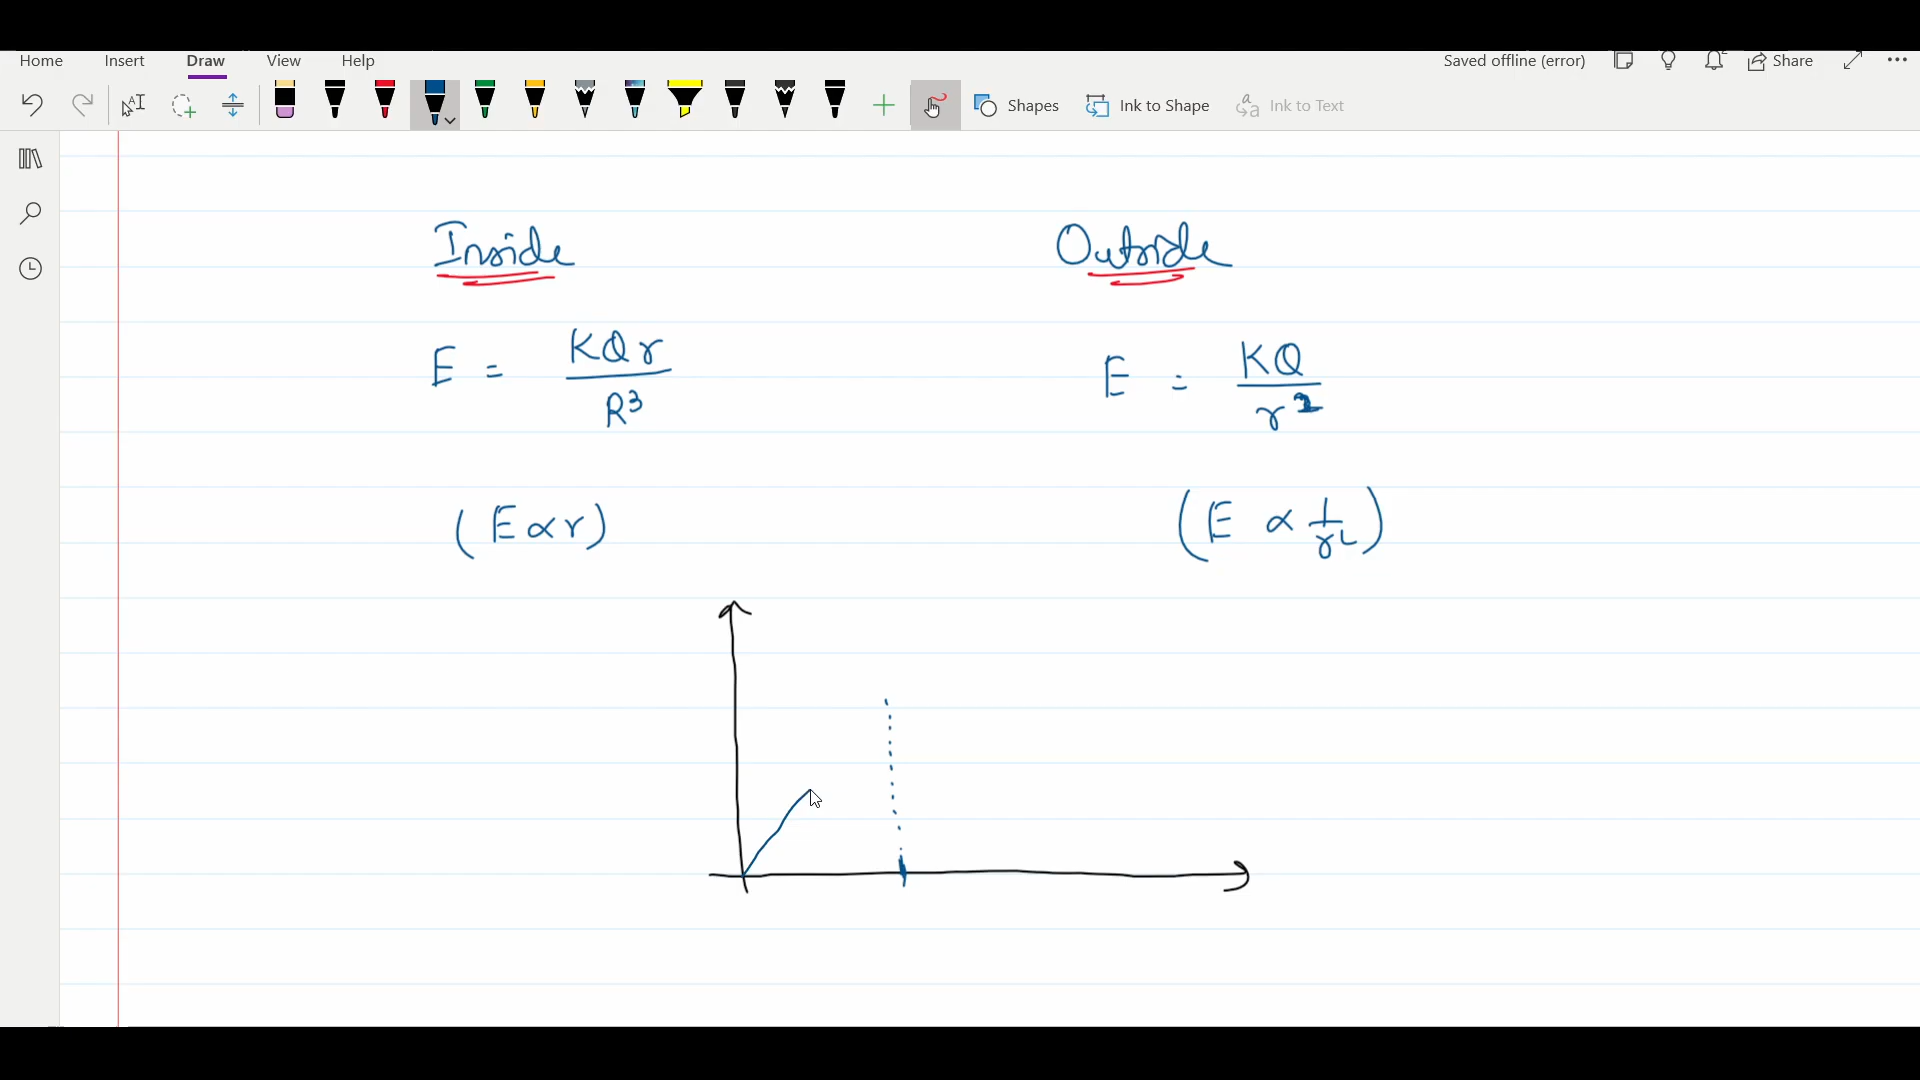 Home Insert Draw View Help Saved offline (error) Share
Shapes Ink to Shape Ink to Text
Inside Outside
E = KQr / R³ E = KQ / r²
(E ∝ r) (E ∝ 1 / r²)